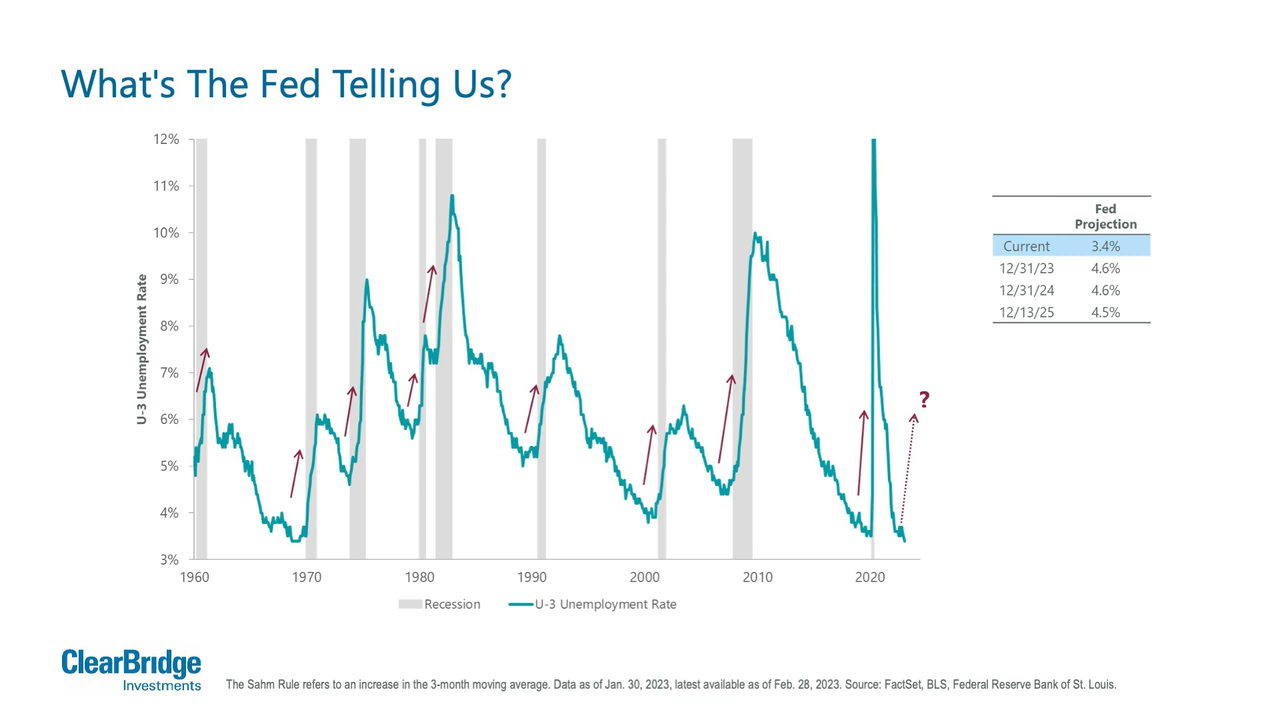 What's The Fed Telling Us?
U-3 Unemployment Rate
12%
11%
10%
9%
8%
7%
6%
5%
4%
3%
1960 1970 1980 1990 2000 2010 2020
?
Recession U-3 Unemployment Rate
Fed
Projection
Current 3.4%
12/31/23 4.6%
12/31/24 4.6%
12/13/25 4.5%
ClearBridge
Investments
The Sahm Rule refers to an increase in the 3-month moving average. Data as of Jan. 30, 2023, latest available as of Feb. 28, 2023. Source: FactSet, BLS, Federal Reserve Bank of St. Louis.